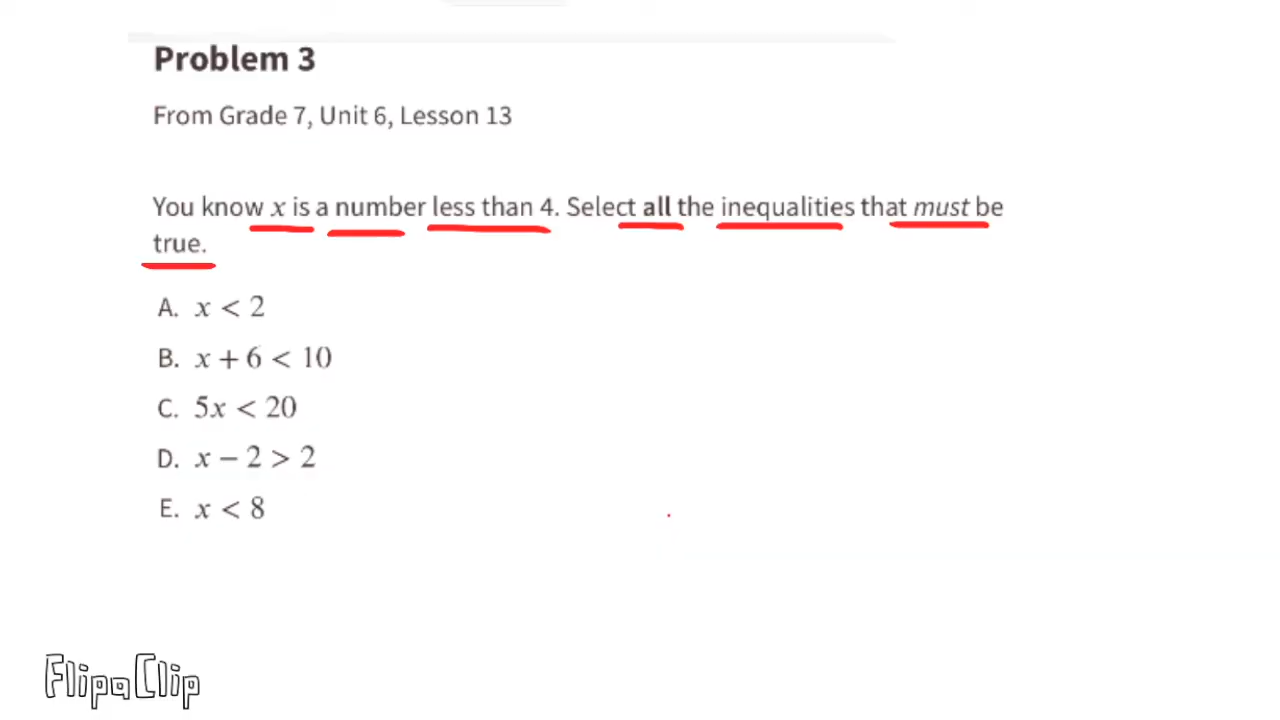 Problem 3
From Grade 7, Unit 6, Lesson 13
You know x is a number less than 4. Select all the inequalities that must be
true.
A. x < 2
B. x + 6 < 10
C. 5x < 20
D. x − 2 > 2
E. x < 8
FlipaClip